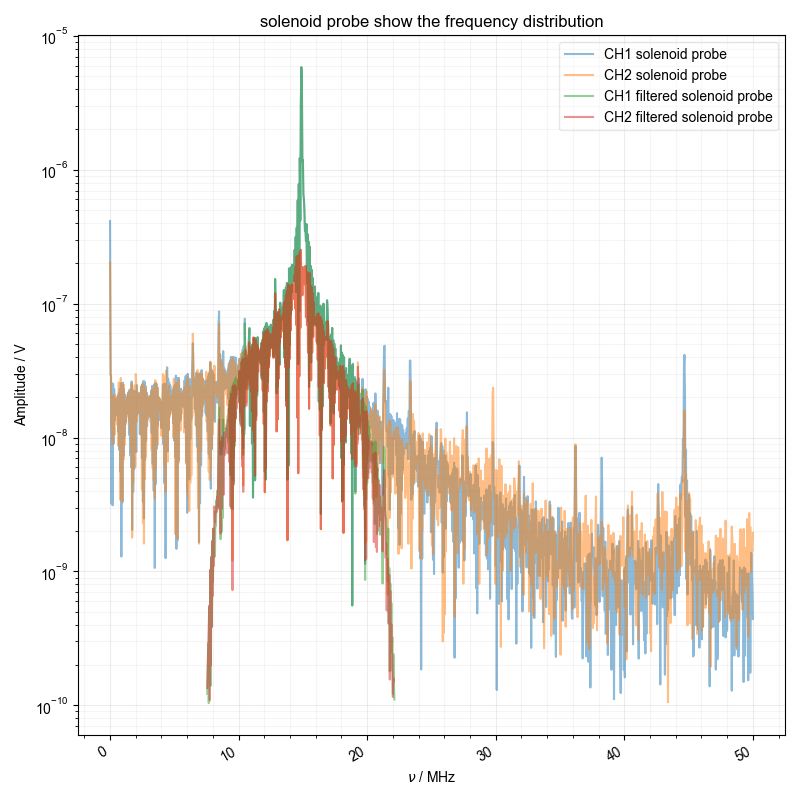 solenoid probe show the frequency distribution
CH1 solenoid probe
CH2 solenoid probe
CH1 filtered solenoid probe
CH2 filtered solenoid probe
10⁻⁵
10⁻⁶
10⁻⁷
10⁻⁸
10⁻⁹
10⁻¹⁰
Amplitude / V
0 10 20 30 40 50
ν / MHz